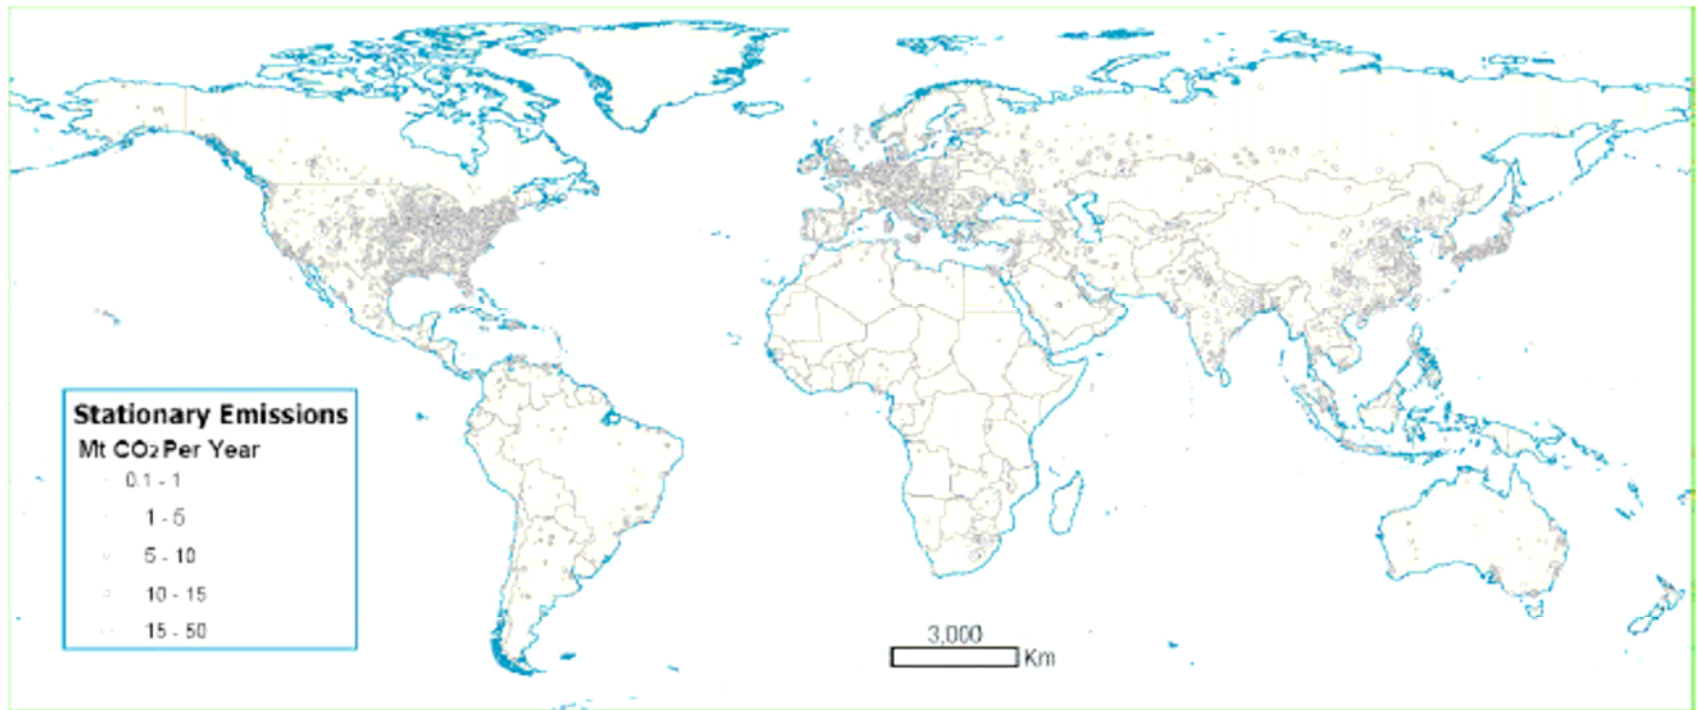 Stationary Emissions
Mt CO₂ Per Year
0.1 - 1
1 - 5
5 - 10
10 - 15
15 - 50
3,000
Km